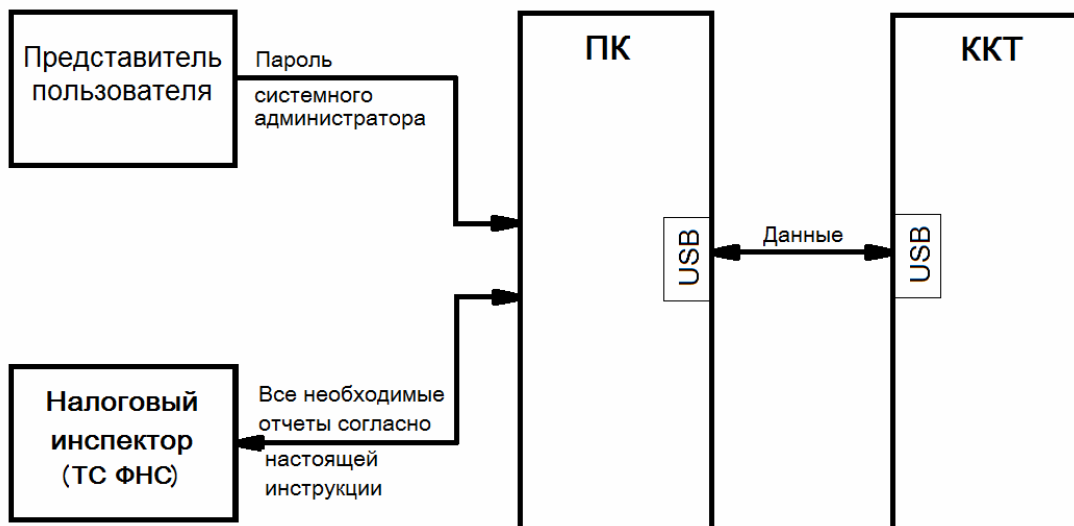 Представитель
пользователя
Пароль
системного
администратора
ПК
ККТ
USB
Данные
USB
Налоговый
инспектор
(ТС ФНС)
Все необходимые
отчеты согласно
настоящей
инструкции